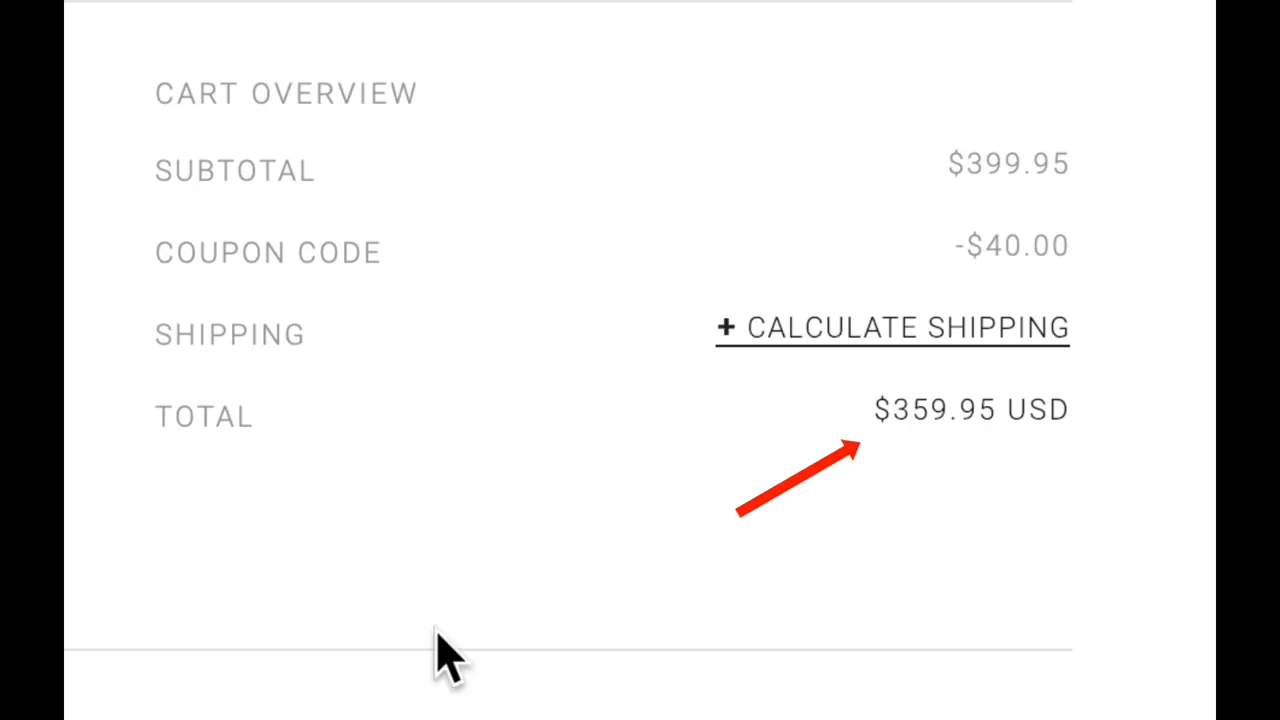 CART OVERVIEW
SUBTOTAL $399.95
COUPON CODE -$40.00
SHIPPING + CALCULATE SHIPPING
TOTAL $359.95 USD